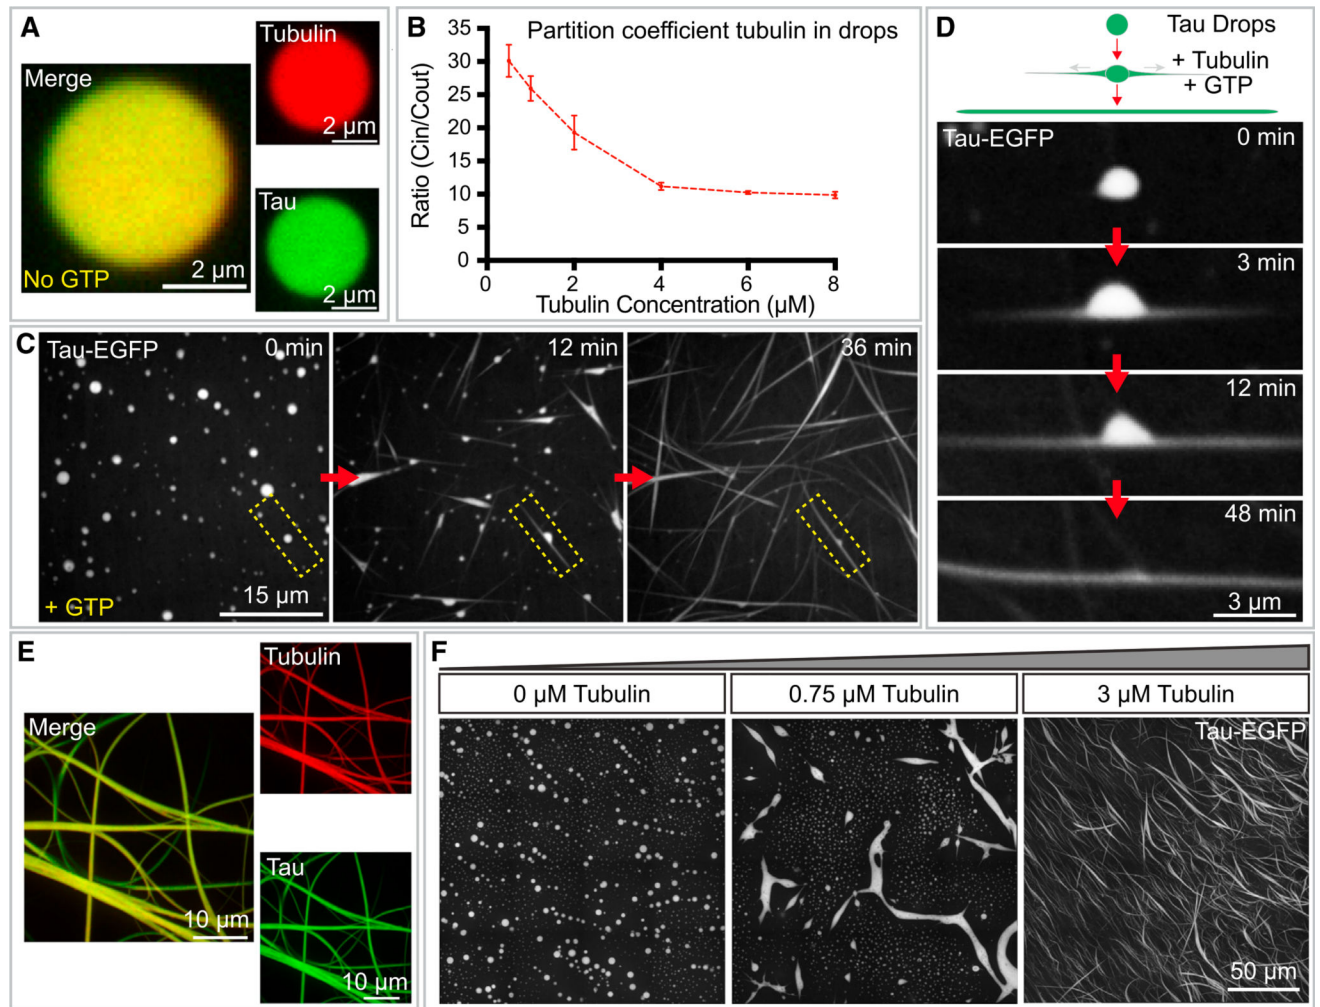 A
Merge
No GTP
2 µm
Tubulin
2 µm
Tau
2 µm
B
Partition coefficient tubulin in drops
Ratio (Cin/Cout)
35
30
25
20
15
10
5
0
0 2 4 6 8
Tubulin Concentration (µM)
C
Tau-EGFP
0 min
+ GTP
15 µm
12 min
36 min
D
Tau Drops
+ Tubulin
+ GTP
Tau-EGFP
0 min
3 min
12 min
48 min
3 µm
E
Merge
10 µm
Tubulin
Tau
10 µm
F
0 µM Tubulin
0.75 µM Tubulin
3 µM Tubulin
Tau-EGFP
50 µm